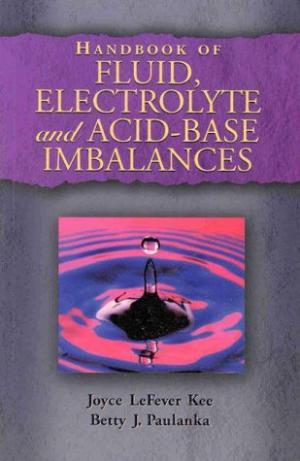 HANDBOOK OF
FLUID,
ELECTROLYTE
and ACID-BASE
IMBALANCES
Joyce LeFever Kee
Betty J. Paulanka